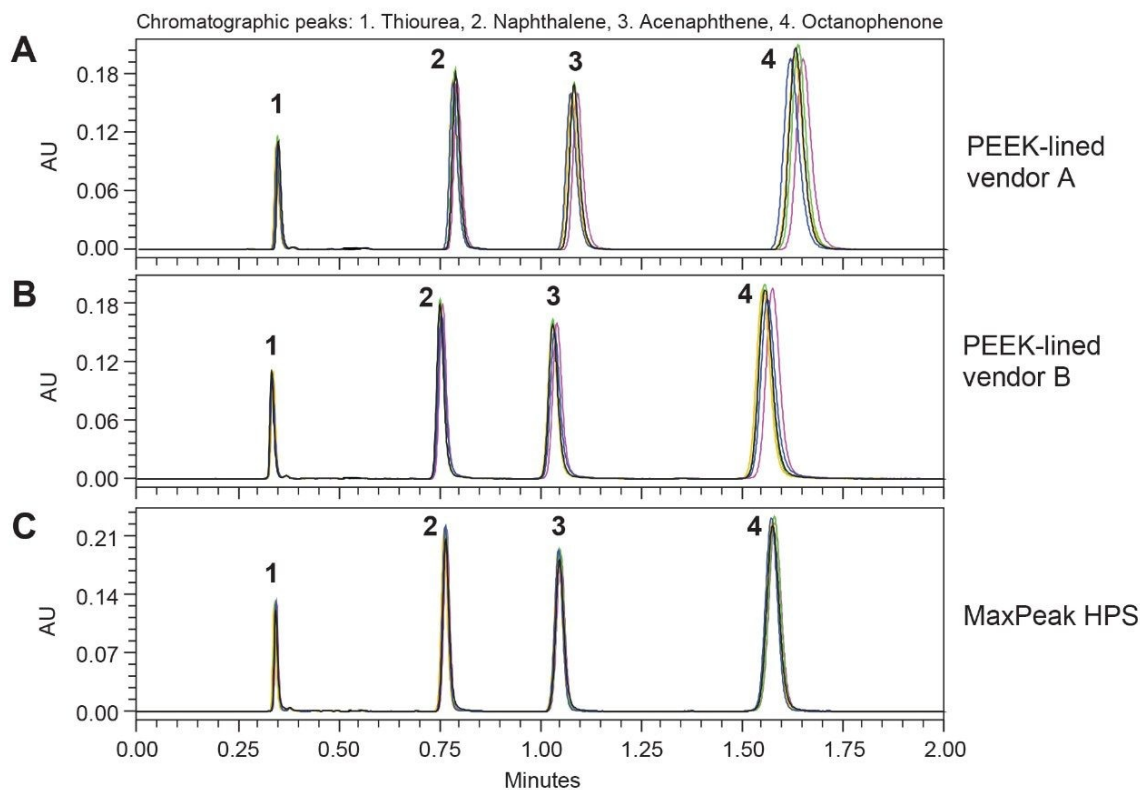 Chromatographic peaks: 1. Thiourea, 2. Naphthalene, 3. Acenaphthene, 4. Octanophenone
A
0.18
0.12
0.06
0.00
AU
1
2
3
4
PEEK-lined
vendor A
B
0.18
0.12
0.06
0.00
AU
1
2
3
4
PEEK-lined
vendor B
C
0.21
0.14
0.07
0.00
AU
1
2
3
4
MaxPeak HPS
0.00 0.25 0.50 0.75 1.00 1.25 1.50 1.75 2.00
Minutes